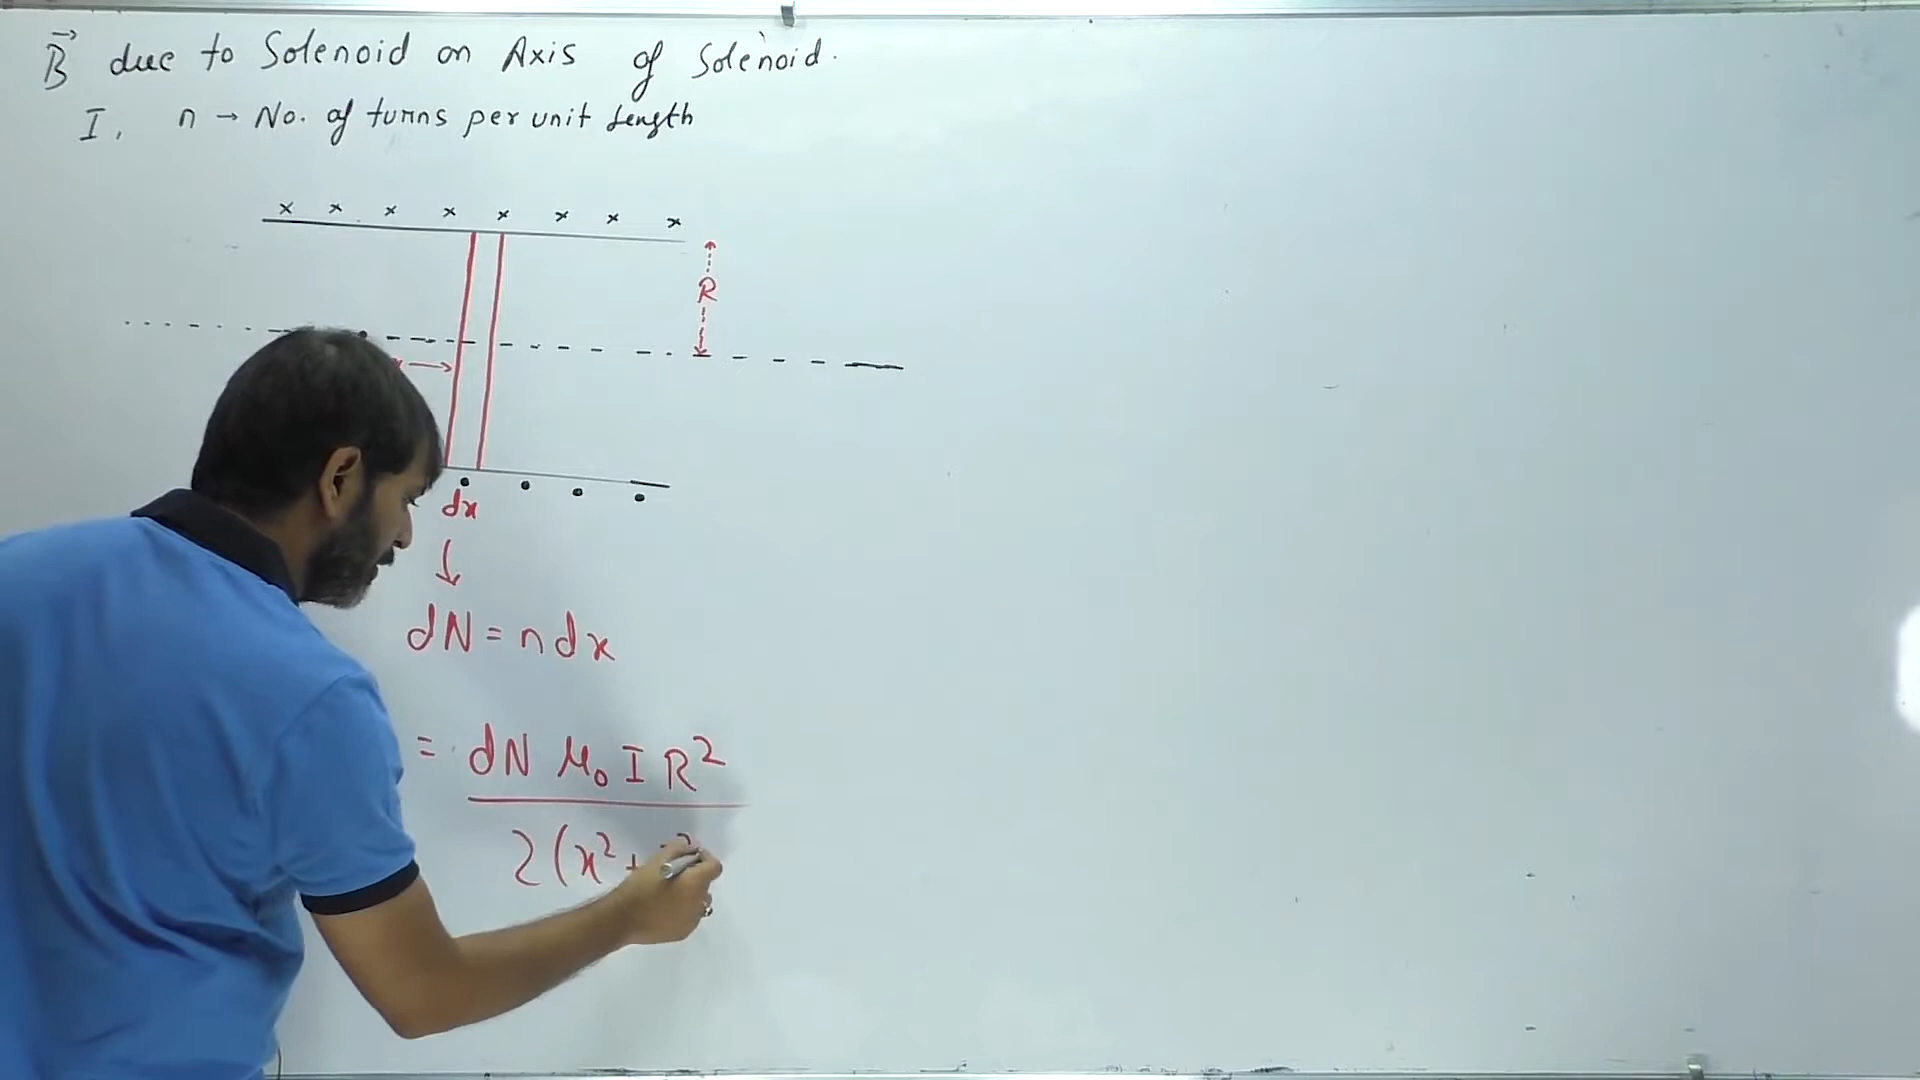 B⃗ due to Solenoid on Axis of Solenoid.
I, n → No. of turns per unit Length
x x x x x x x x
R
dx
↓
dN = n dx
= dN μ₀ I R²
2(x² +